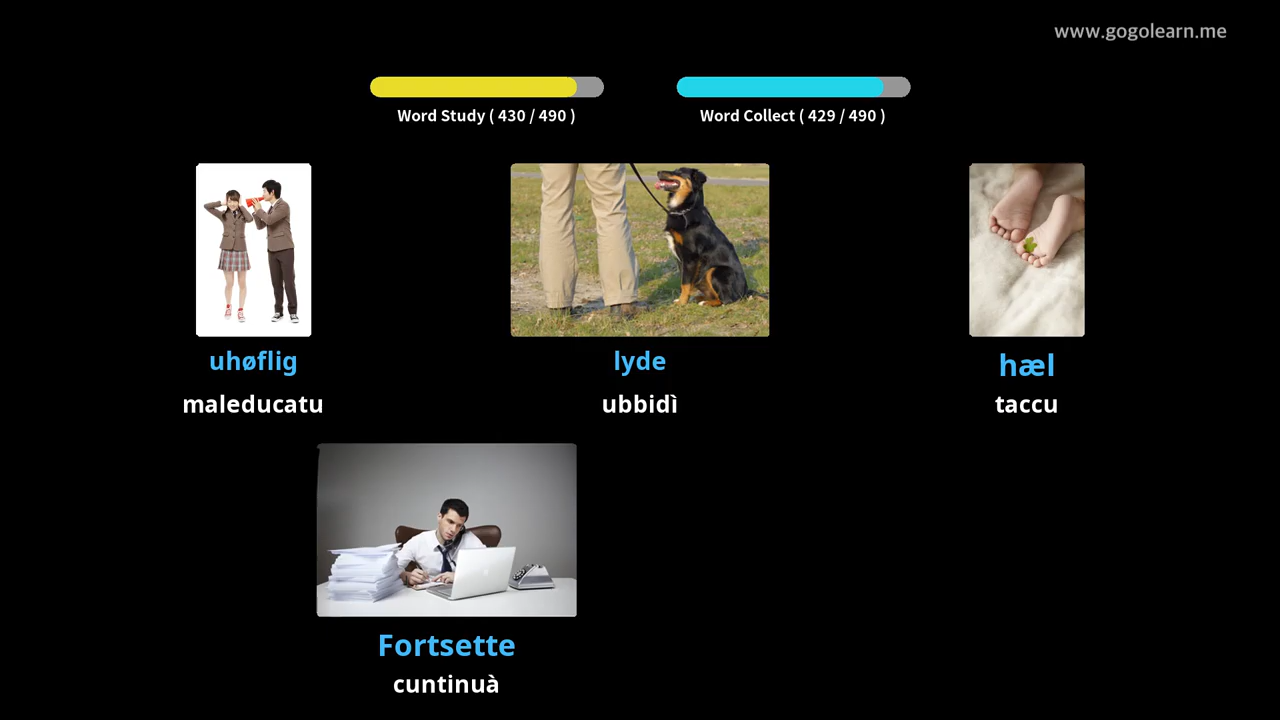 www.gogolearn.me
Word Study ( 430 / 490 )
Word Collect ( 429 / 490 )
uhøflig
maleducatu
lyde
ubbidì
hæl
taccu
Fortsette
cuntinuà